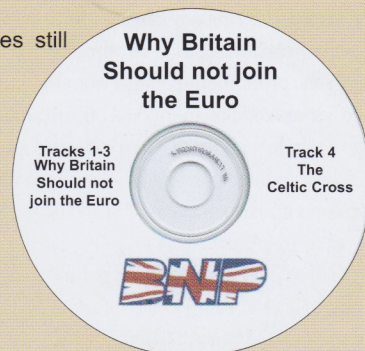 es still
Why Britain
Should not join
the Euro
Tracks 1-3
Why Britain
Should not
join the Euro
Track 4
The
Celtic Cross
BNP